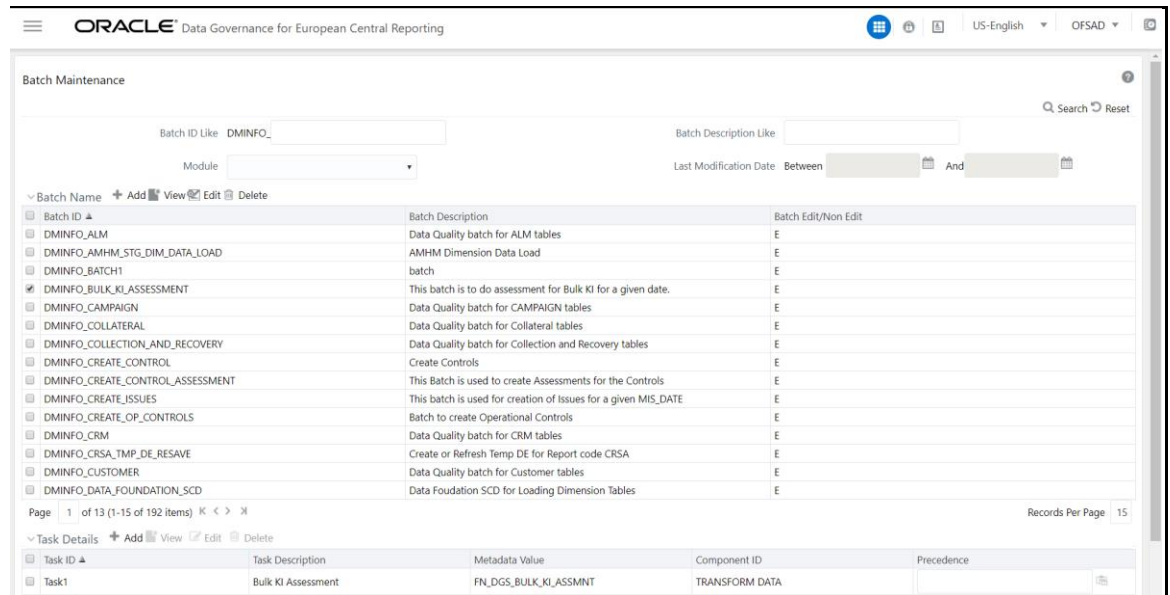 ORACLE® Data Governance for European Central Reporting US-English OFSAD
Batch Maintenance
Search Reset
Batch ID Like DMINFO_ Batch Description Like
Module Last Modification Date Between And
Batch Name Add View Edit Delete
Batch ID Batch Description Batch Edit/Non Edit
DMINFO_ALM Data Quality batch for ALM tables E
DMINFO_AMHM_STG_DIM_DATA_LOAD AMHM Dimension Data Load E
DMINFO_BATCH1 batch E
DMINFO_BULK_KI_ASSESSMENT This batch is to do assessment for Bulk KI for a given date. E
DMINFO_CAMPAIGN Data Quality batch for CAMPAIGN tables E
DMINFO_COLLATERAL Data Quality batch for Collateral tables E
DMINFO_COLLECTION_AND_RECOVERY Data Quality batch for Collection and Recovery tables E
DMINFO_CREATE_CONTROL Create Controls E
DMINFO_CREATE_CONTROL_ASSESSMENT This Batch is used to create Assessments for the Controls E
DMINFO_CREATE_ISSUES This batch is used for creation of Issues for a given MIS_DATE E
DMINFO_CREATE_OP_CONTROLS Batch to create Operational Controls E
DMINFO_CRM Data Quality batch for CRM tables E
DMINFO_CRSA_TMP_DE_RESAVE Create or Refresh Temp DE for Report code CRSA E
DMINFO_CUSTOMER Data Quality batch for Customer tables E
DMINFO_DATA_FOUNDATION_SCD Data Foudation SCD for Loading Dimension Tables E
Page 1 of 13 (1-15 of 192 items) Records Per Page 15
Task Details Add View Edit Delete
Task ID Task Description Metadata Value Component ID Precedence
Task1 Bulk KI Assessment FN_DGS_BULK_KI_ASSMNT TRANSFORM DATA